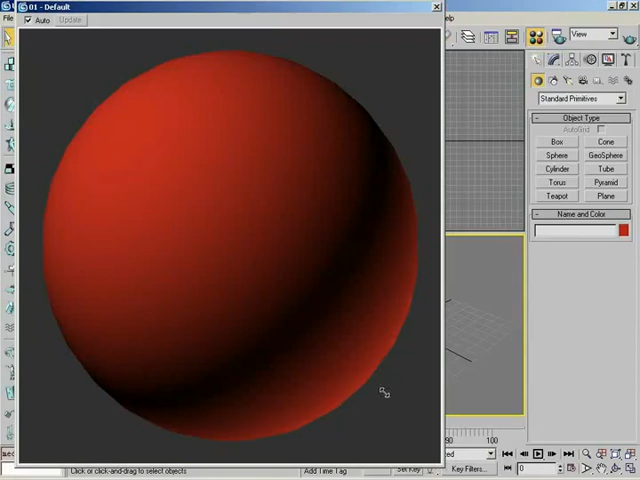 01 - Default
Auto
Update
elp
View
Standard Primitives
Object Type
AutoGrid
Box
Cone
Sphere
GeoSphere
Cylinder
Tube
Torus
Pyramid
Teapot
Plane
Name and Color
90
100
Click or click-and-drag to select objects
Add Time Tag
Set Key
Key Filters...
0